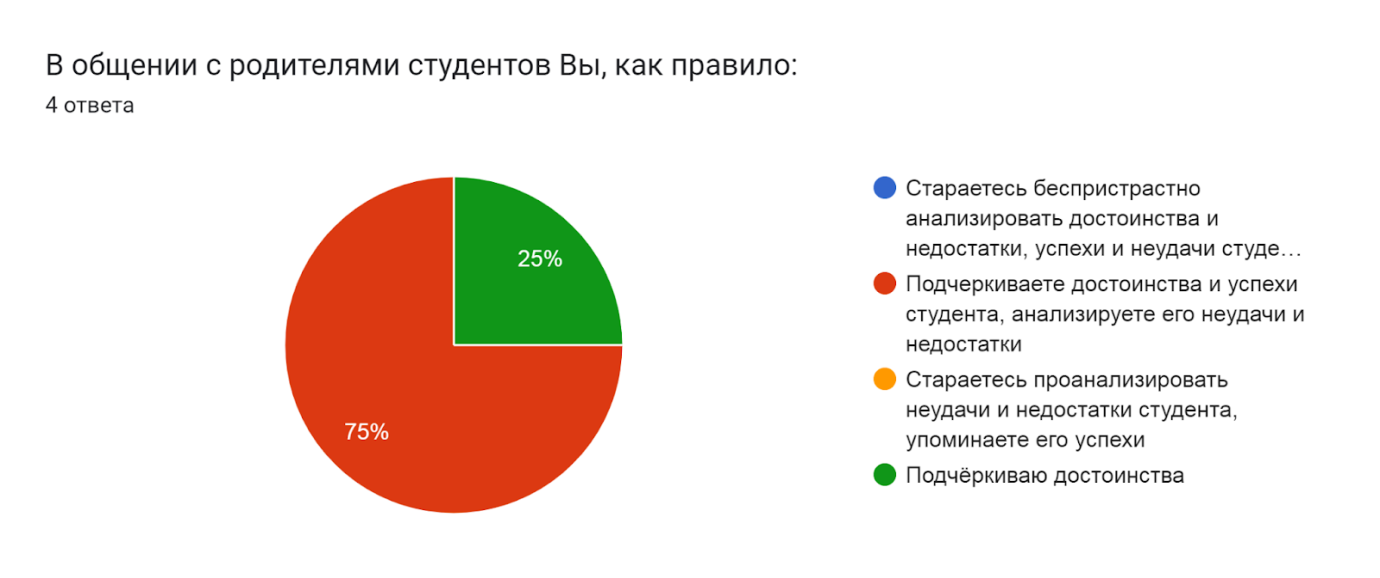 В общении с родителями студентов Вы, как правило:
4 ответа
25%
75%
Стараетесь беспристрастно
анализировать достоинства и
недостатки, успехи и неудачи студе…
Подчеркиваете достоинства и успехи
студента, анализируете его неудачи и
недостатки
Стараетесь проанализировать
неудачи и недостатки студента,
упоминаете его успехи
Подчёркиваю достоинства